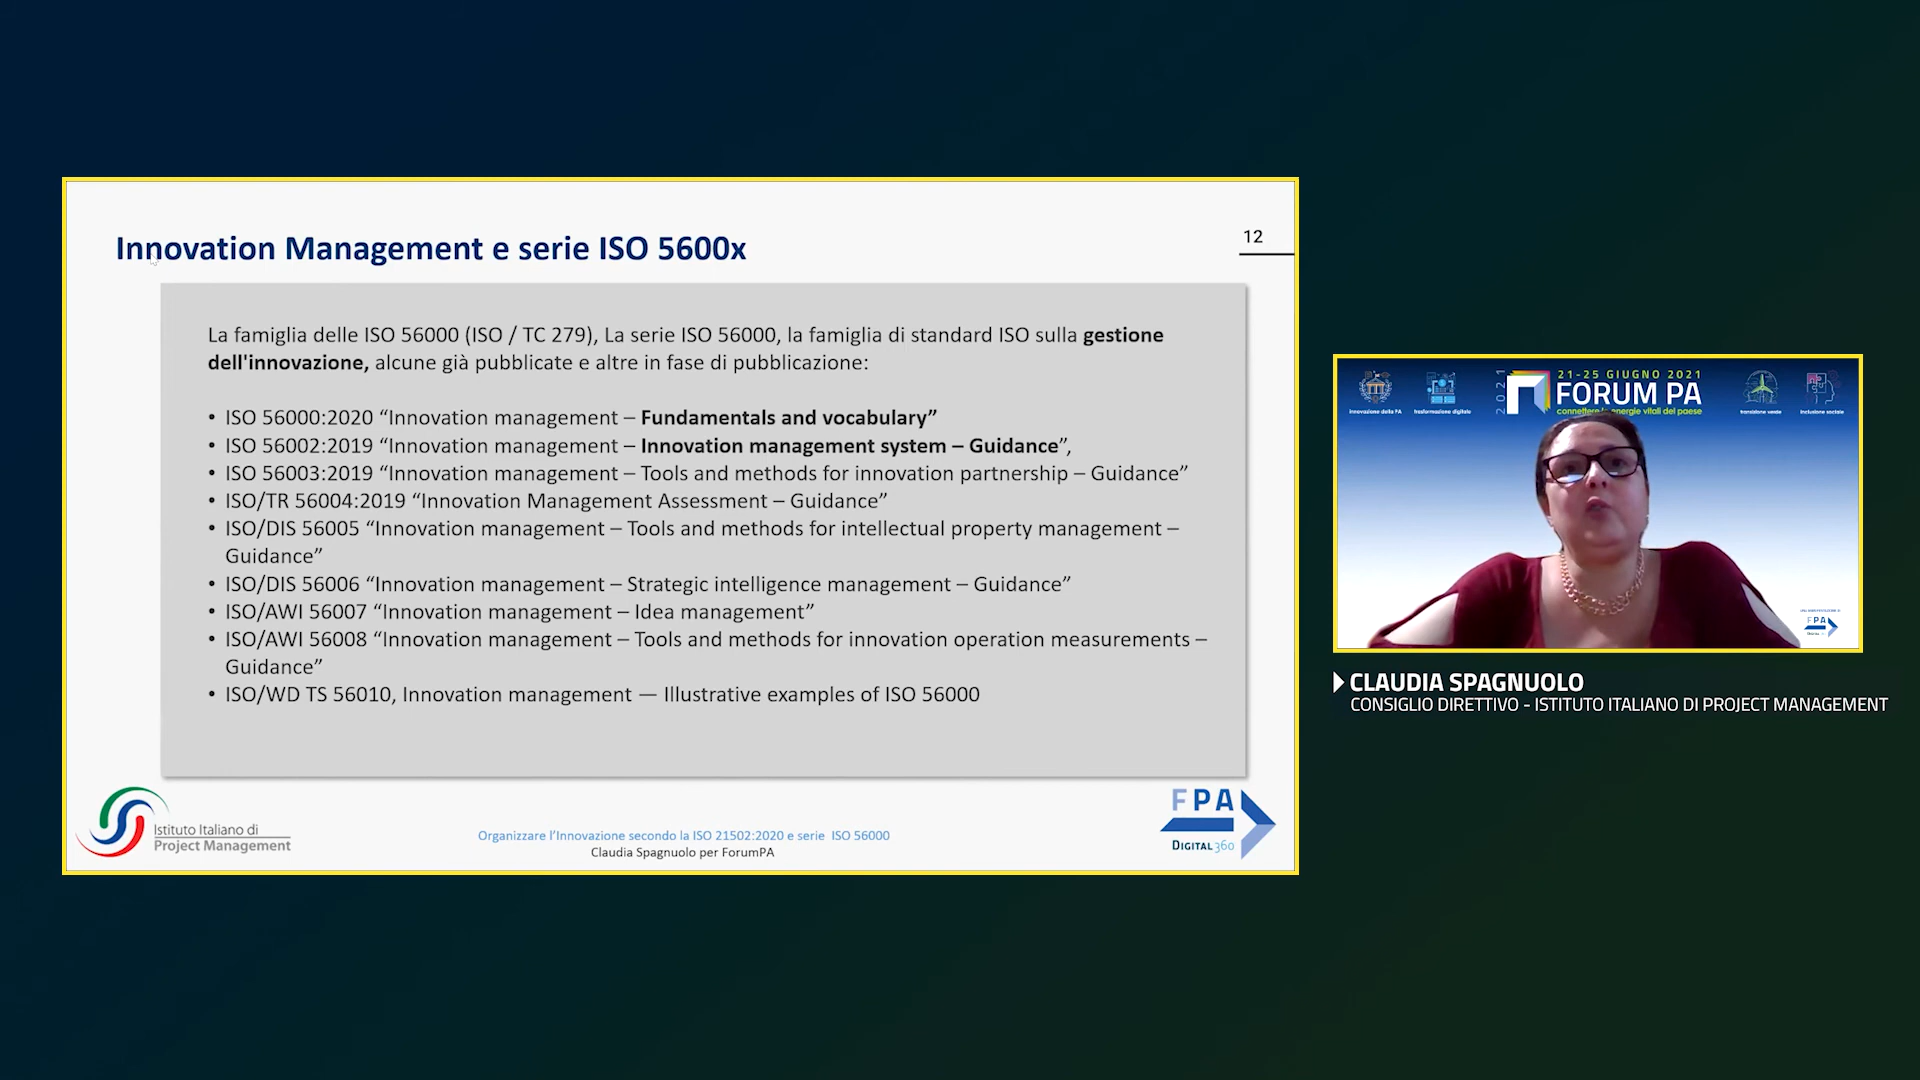 Innovation Management e serie ISO 5600x
12
La famiglia delle ISO 56000 (ISO / TC 279), La serie ISO 56000, la famiglia di standard ISO sulla gestione
dell'innovazione, alcune già pubblicate e altre in fase di pubblicazione:
• ISO 56000:2020 “Innovation management – Fundamentals and vocabulary”
• ISO 56002:2019 “Innovation management – Innovation management system – Guidance”,
• ISO 56003:2019 “Innovation management – Tools and methods for innovation partnership – Guidance”
• ISO/TR 56004:2019 “Innovation Management Assessment – Guidance”
• ISO/DIS 56005 “Innovation management – Tools and methods for intellectual property management –
Guidance”
• ISO/DIS 56006 “Innovation management – Strategic intelligence management – Guidance”
• ISO/AWI 56007 “Innovation management – Idea management”
• ISO/AWI 56008 “Innovation management – Tools and methods for innovation operation measurements –
Guidance”
• ISO/WD TS 56010, Innovation management — Illustrative examples of ISO 56000
Istituto Italiano di
Project Management
Organizzare l’Innovazione secondo la ISO 21502:2020 e serie ISO 56000
Claudia Spagnuolo per ForumPA
FPA
DIGITAL360
innovazione della PA
trasformazione digitale
2021
21-25 GIUGNO 2021
FORUM PA
connettere le energie vitali del paese
transizione verde
inclusione sociale
FPA
CLAUDIA SPAGNUOLO
CONSIGLIO DIRETTIVO - ISTITUTO ITALIANO DI PROJECT MANAGEMENT